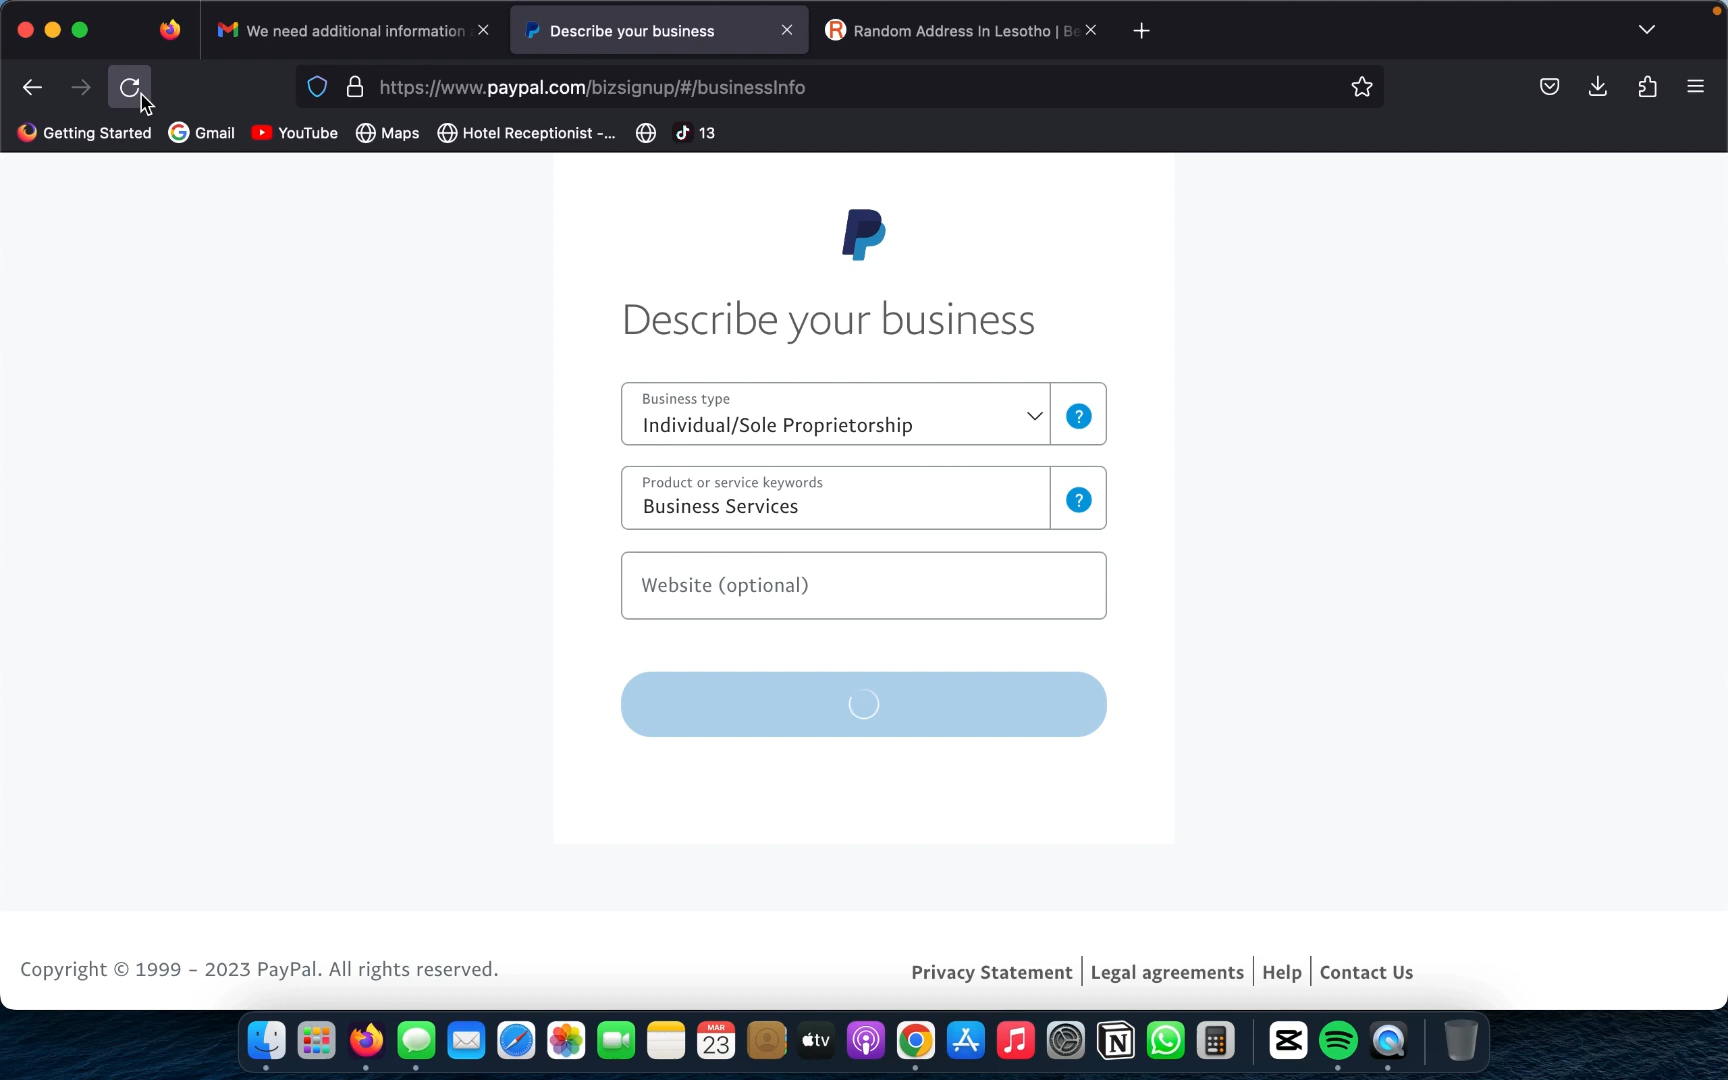 We need additional information
Describe your business
Random Address In Lesotho | Be
https://www.paypal.com/bizsignup/#/businessInfo
Getting Started
Gmail
YouTube
Maps
Hotel Receptionist -...
13
Describe your business
Business type
Individual/Sole Proprietorship
?
Product or service keywords
Business Services
?
Website (optional)
Copyright © 1999 – 2023 PayPal. All rights reserved.
Privacy Statement
Legal agreements
Help
Contact Us
MAR
23
tv